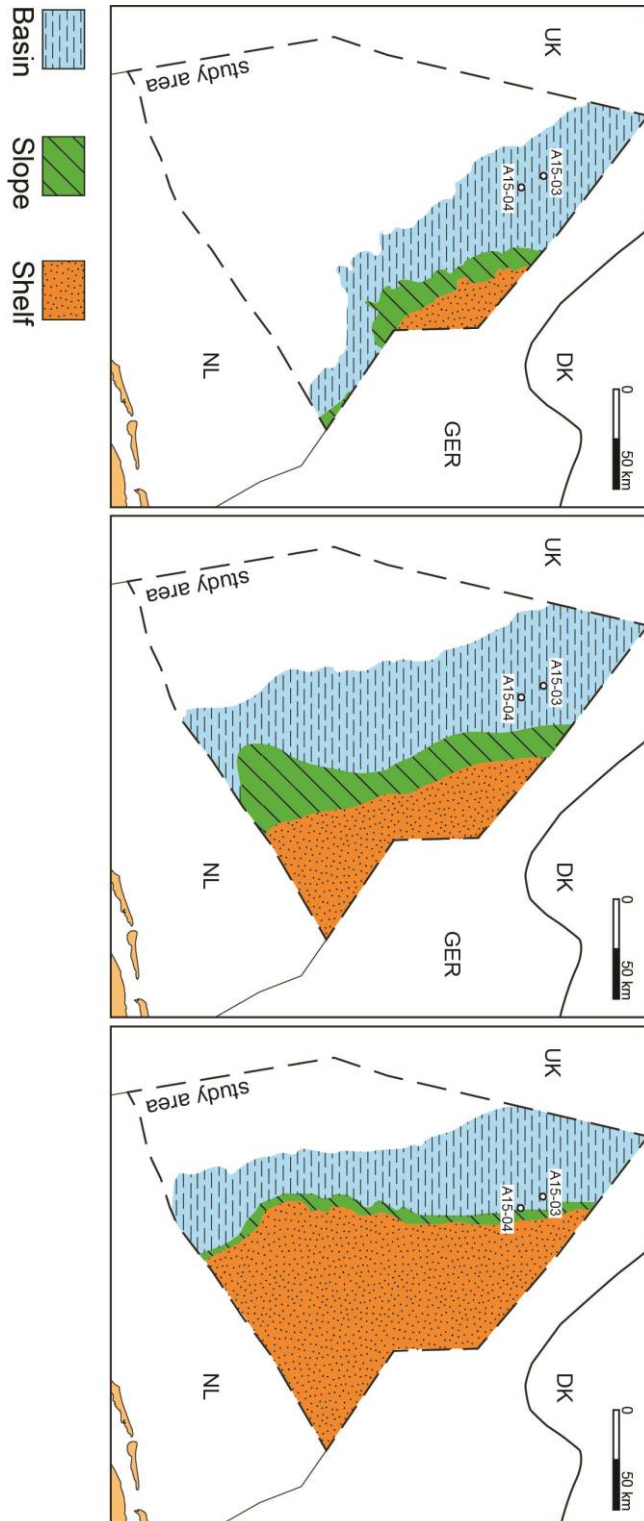 UK
DK
0
50 km
A15-03
A15-04
GER
study area
NL
UK
DK
0
50 km
A15-03
A15-04
GER
study area
NL
UK
DK
0
50 km
A15-03
A15-04
study area
NL
Basin
Slope
Shelf